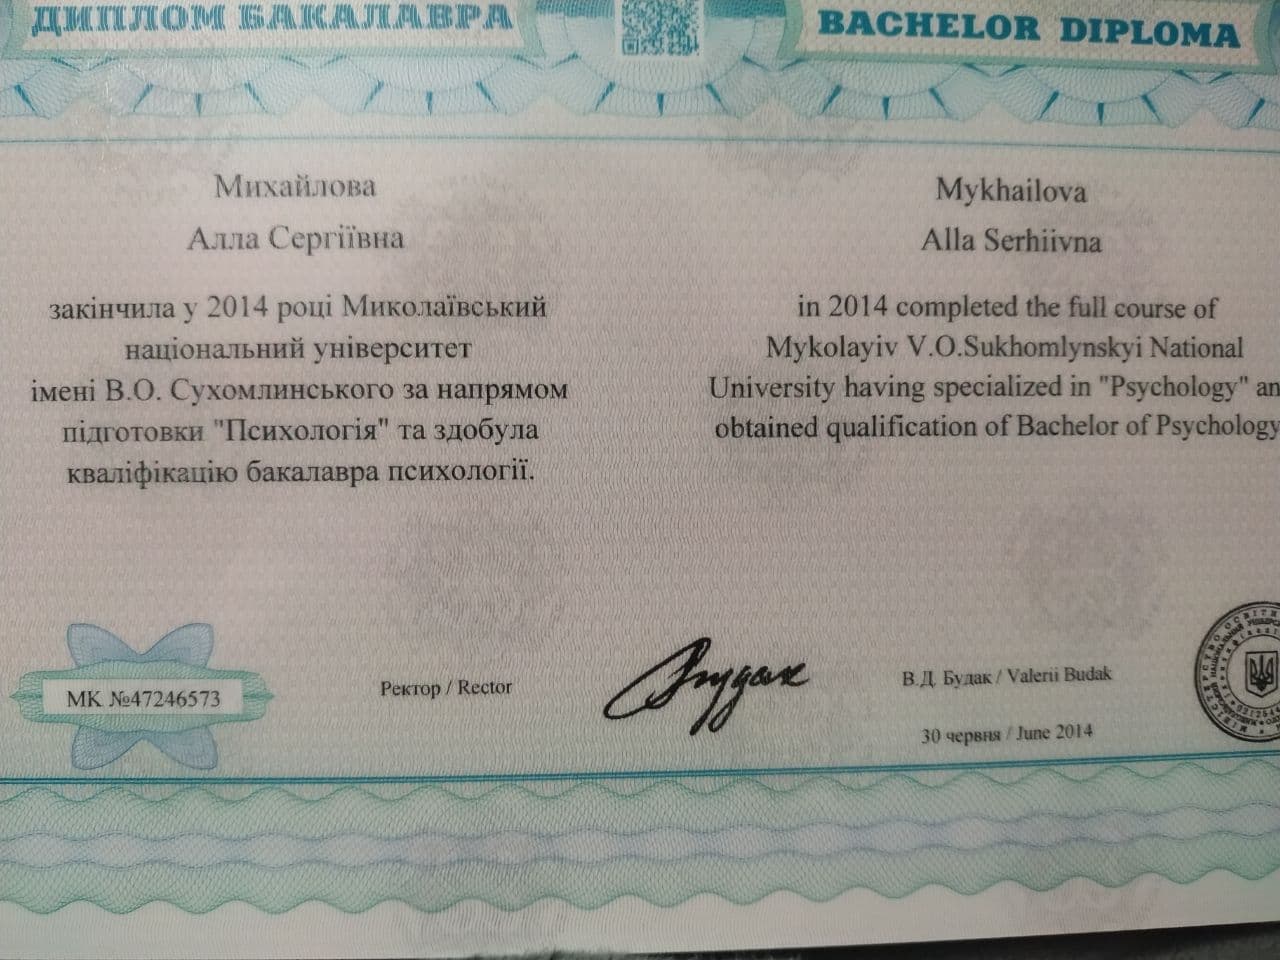 ДИПЛОМ БАКАЛАВРА
BACHELOR DIPLOMA
Михайлова
Алла Сергіївна
закінчила у 2014 році Миколаївський
національний університет
імені В.О. Сухомлинського за напрямом
підготовки "Психологія" та здобула
кваліфікацію бакалавра психології.
Mykhailova
Alla Serhiivna
in 2014 completed the full course of
Mykolayiv V.O.Sukhomlynskyi National
University having specialized in "Psychology" an
obtained qualification of Bachelor of Psychology
МК №47246573
Ректор / Rector
Будак
В.Д. Будак / Valerii Budak
30 червня / June 2014